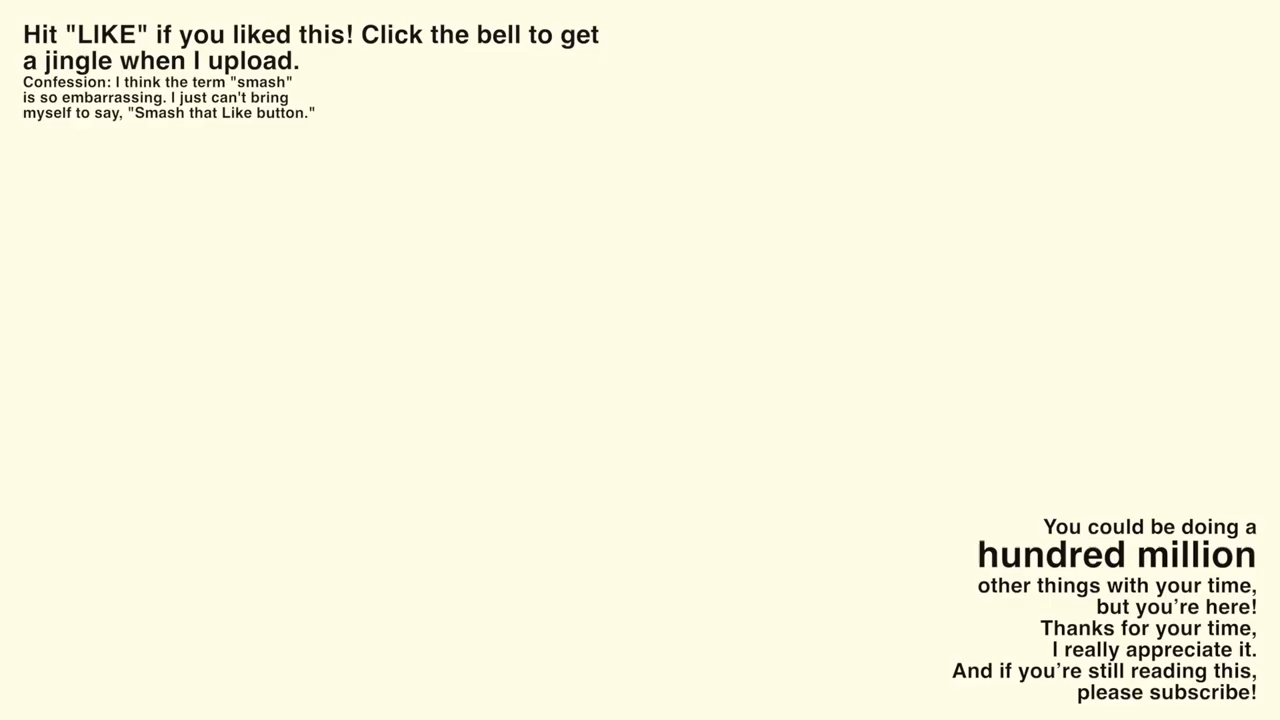 Hit "LIKE" if you liked this! Click the bell to get
a jingle when I upload.
Confession: I think the term "smash"
is so embarrassing. I just can't bring
myself to say, "Smash that Like button."
You could be doing a
hundred million
other things with your time,
but you’re here!
Thanks for your time,
I really appreciate it.
And if you’re still reading this,
please subscribe!